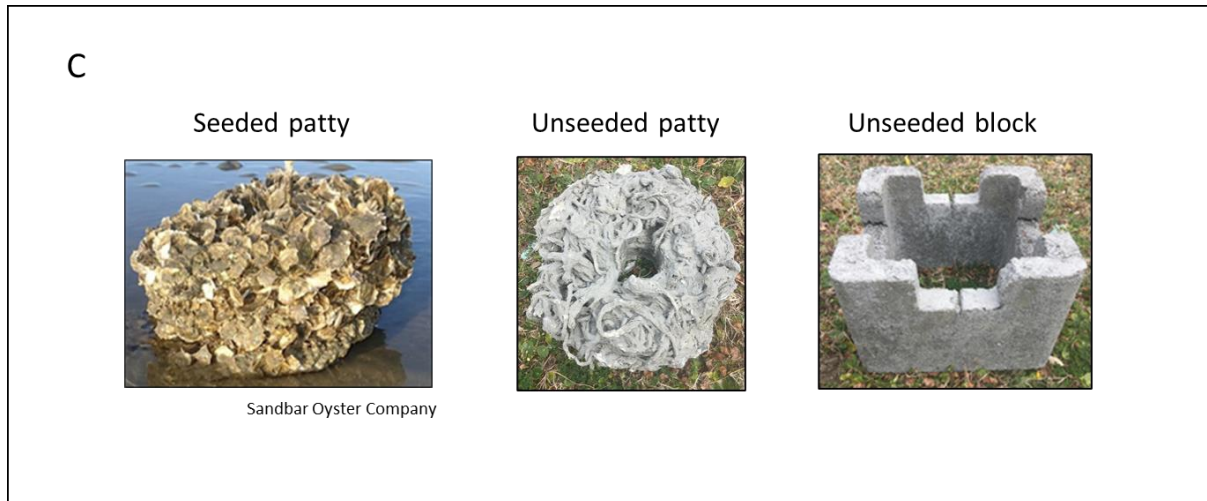 C
Seeded patty
Unseeded patty
Unseeded block
Sandbar Oyster Company